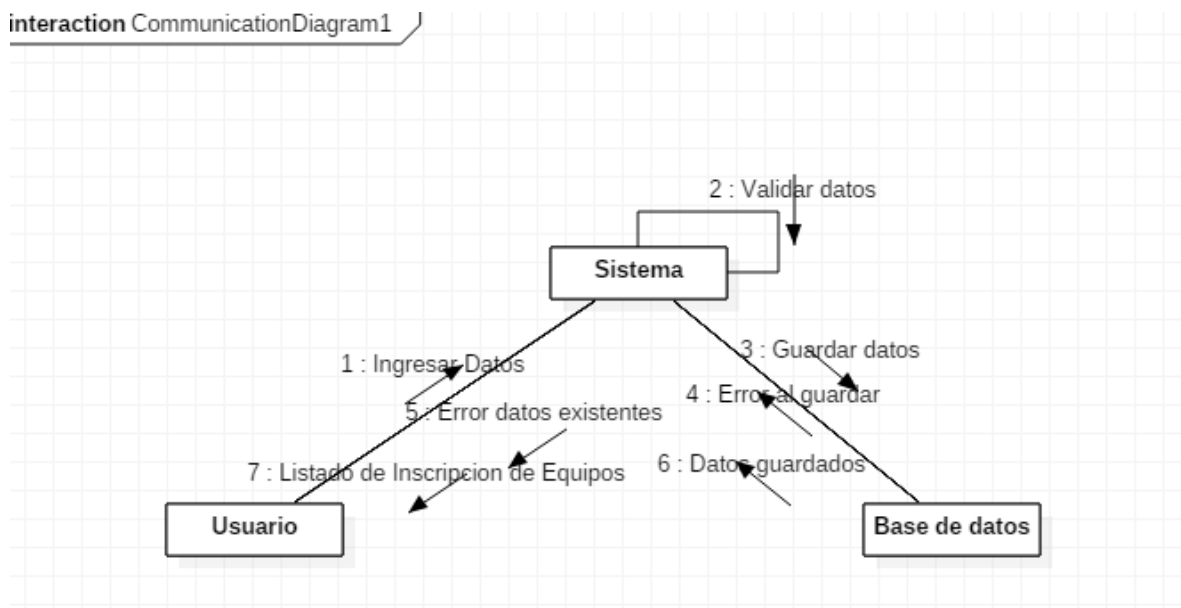 interaction CommunicationDiagram1
2 : Validar datos
Sistema
3 : Guardar datos
1 : Ingresar Datos
4 : Error al guardar
5 : Error datos existentes
6 : Datos guardados
7 : Listado de Inscripcion de Equipos
Usuario
Base de datos